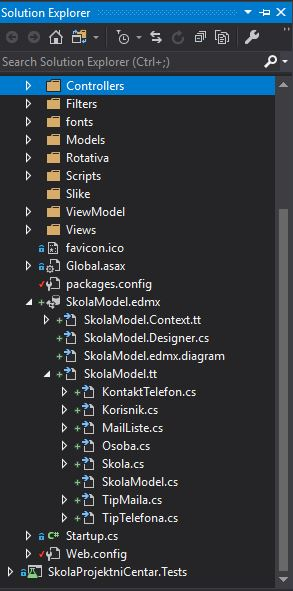 Solution Explorer
Search Solution Explorer (Ctrl+;)
Controllers
Filters
fonts
Models
Rotativa
Scripts
Slike
ViewModel
Views
favicon.ico
Global.asax
packages.config
SkolaModel.edmx
SkolaModel.Context.tt
SkolaModel.Designer.cs
SkolaModel.edmx.diagram
SkolaModel.tt
KontaktTelefon.cs
Korisnik.cs
MailListe.cs
Osoba.cs
Skola.cs
SkolaModel.cs
TipMaila.cs
TipTelefona.cs
C# Startup.cs
Web.config
SkolaProjektniCentar.Tests